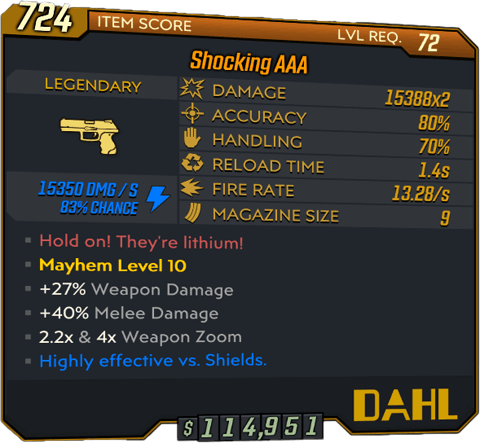 724 ITEM SCORE LVL REQ. 72
Shocking AAA
LEGENDARY
DAMAGE 15388x2
ACCURACY 80%
HANDLING 70%
RELOAD TIME 1.4s
FIRE RATE 13.28/s
MAGAZINE SIZE 9
15350 DMG / S
83% CHANCE
Hold on! They're lithium!
Mayhem Level 10
+27% Weapon Damage
+40% Melee Damage
2.2x & 4x Weapon Zoom
Highly effective vs. Shields.
DAHL
$ 114,951